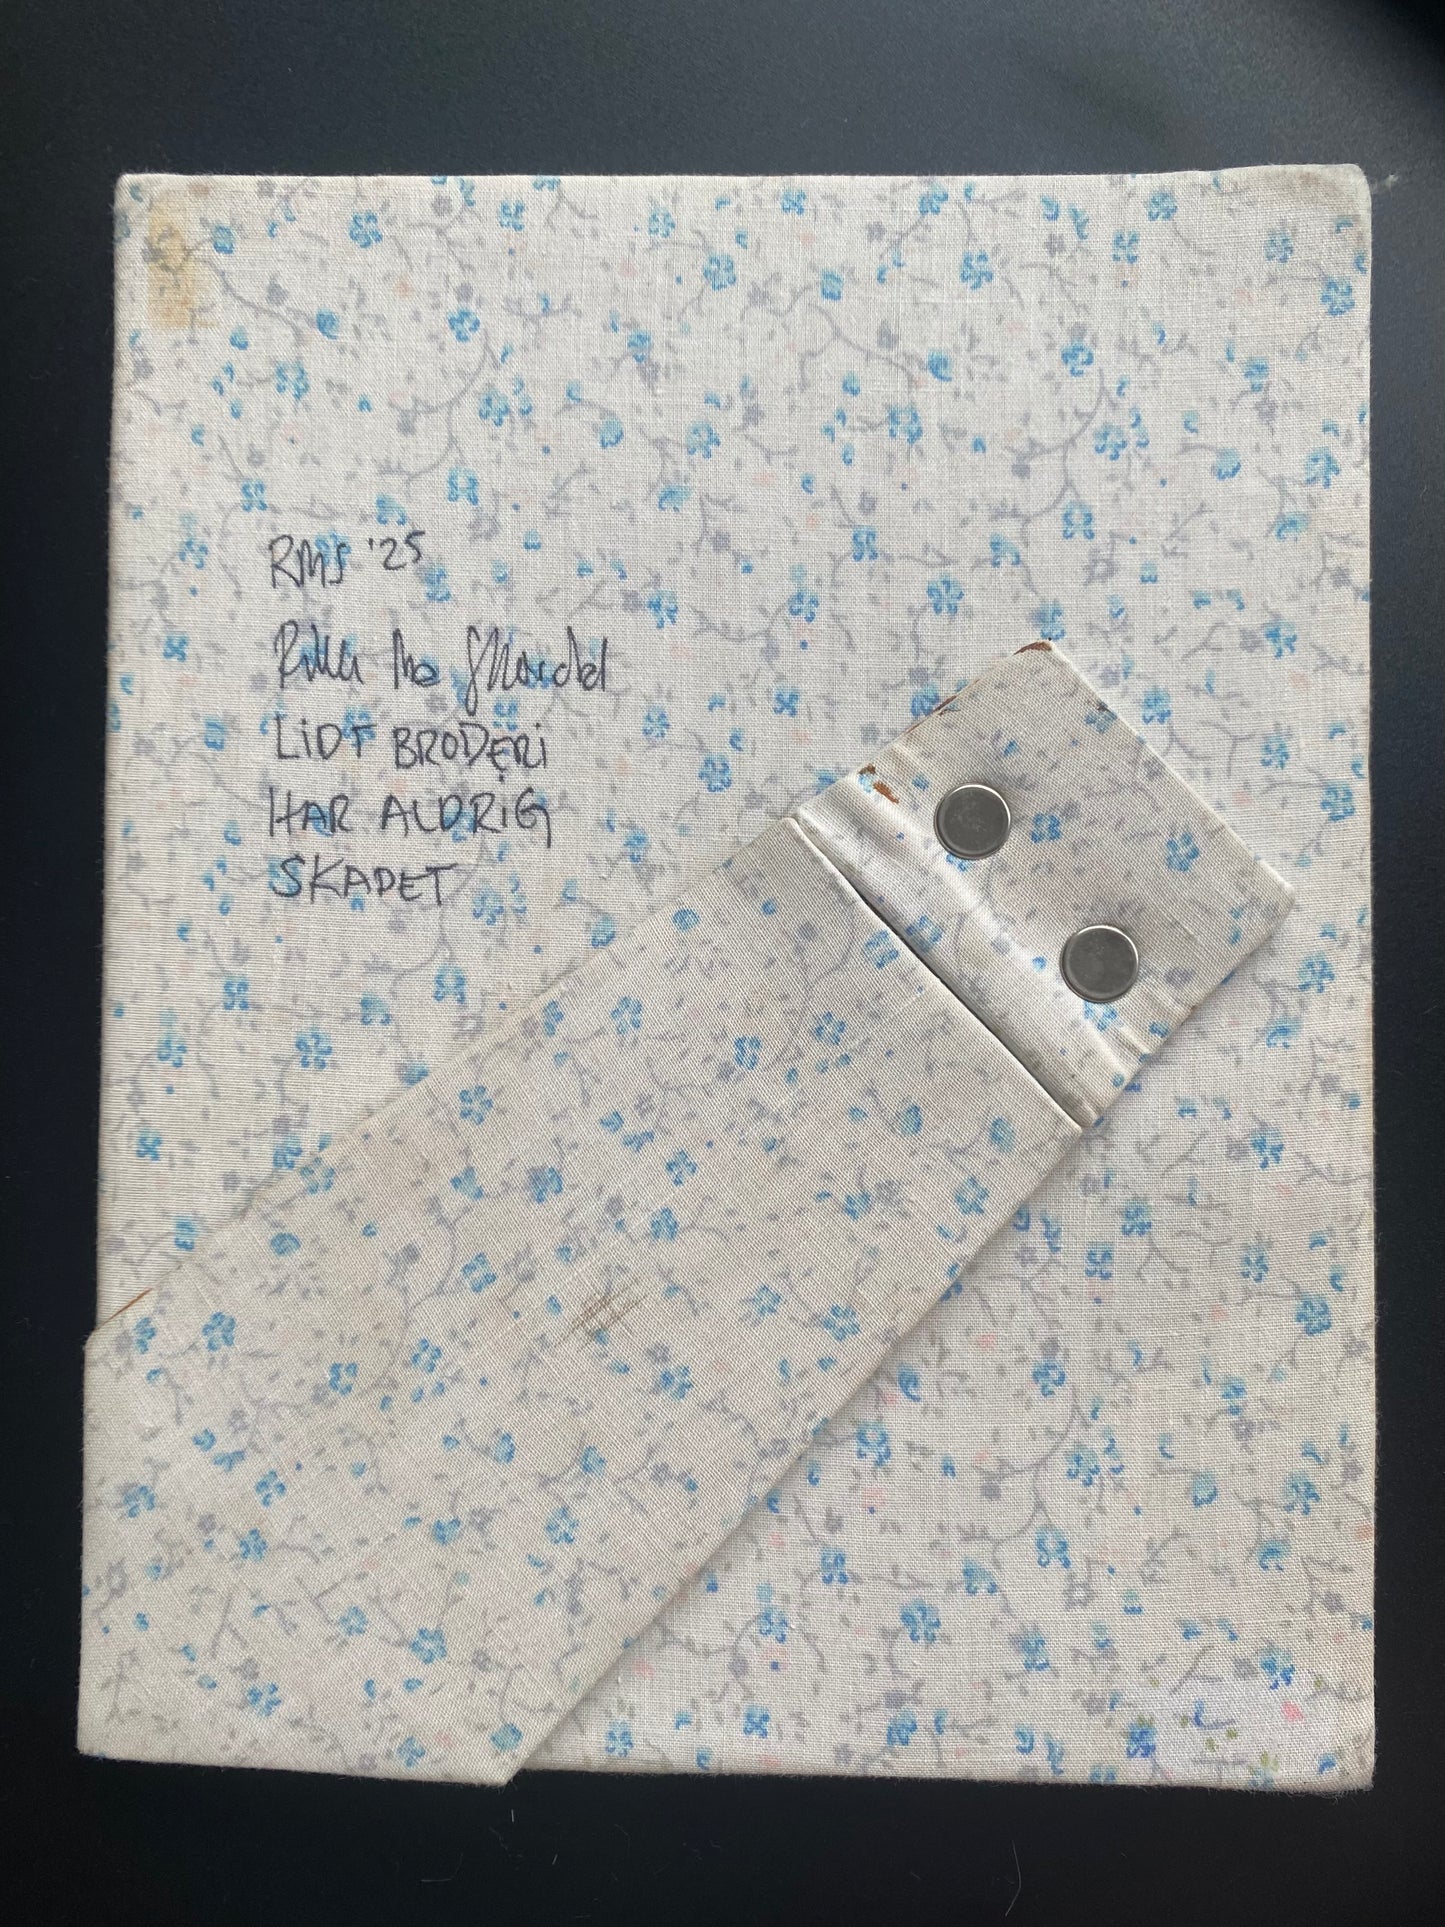 RMS '25
LIDT BRODERI
HAR ALDRIG
SKADET